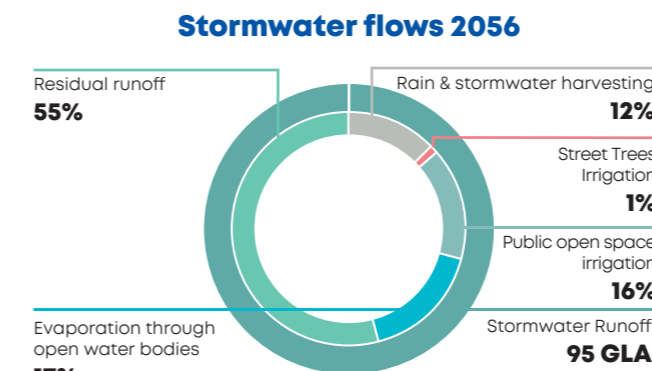 Stormwater flows 2056
Residual runoff
55%
Rain & stormwater harvesting
12%
Street Trees
Irrigation
1%
Public open space
irrigation
16%
Stormwater Runoff
95 GLA
Evaporation through
open water bodies
17%